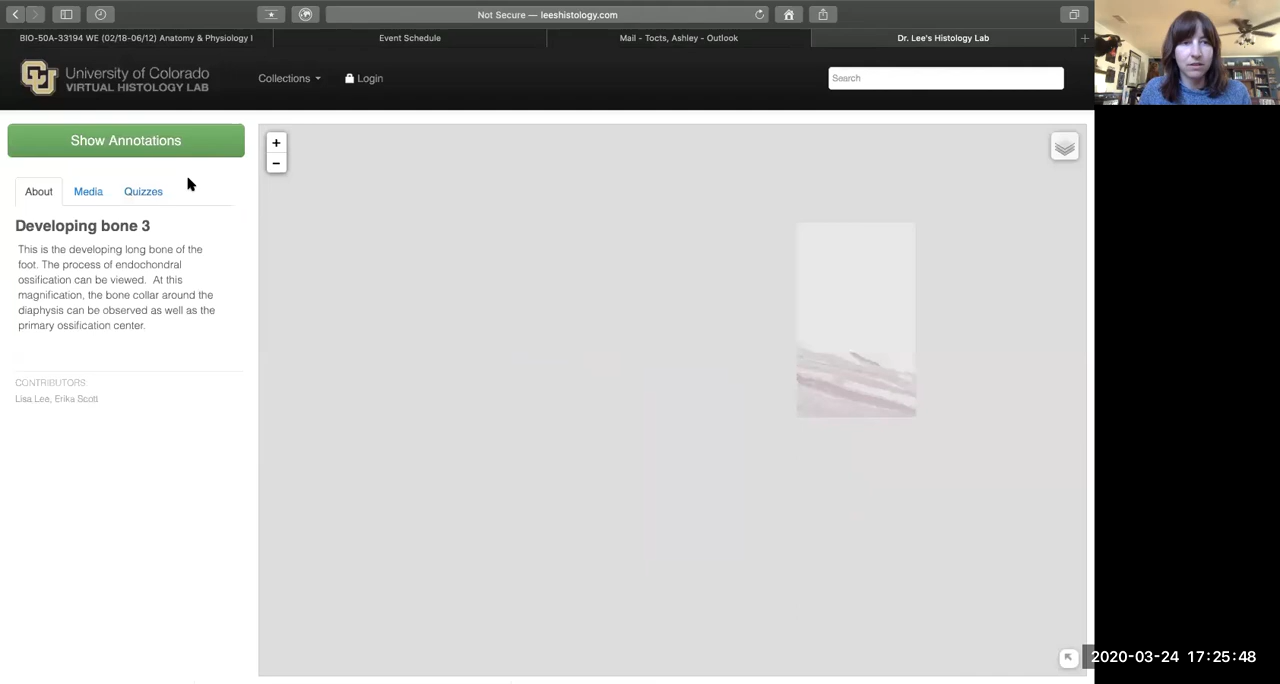 Not Secure — leeshistology.com
BIO-50A-33194 WE (02/18-06/12) Anatomy & Physiology I
Event Schedule
Mail - Tocts, Ashley - Outlook
Dr. Lee's Histology Lab
CU
University of Colorado
VIRTUAL HISTOLOGY LAB
Collections
Login
Search
Show Annotations
+
−
About
Media
Quizzes
Developing bone 3
This is the developing long bone of the
foot. The process of endochondral
ossification can be viewed. At this
magnification, the bone collar around the
diaphysis can be observed as well as the
primary ossification center.
CONTRIBUTORS
Lisa Lee, Erika Scott
2020-03-24 17:25:48